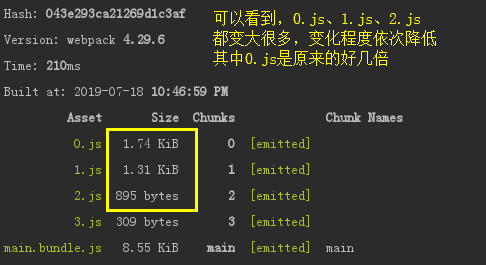 Hash: 043e293ca21269d1c3af
Version: webpack 4.29.6
Time: 210ms
Built at: 2019-07-18 10:46:59 PM
可以看到，0.js、1.js、2.js
都变大很多，变化程度依次降低
其中0.js是原来的好几倍
Asset Size Chunks Chunk Names
0.js 1.74 KiB 0 [emitted]
1.js 1.31 KiB 1 [emitted]
2.js 895 bytes 2 [emitted]
3.js 309 bytes 3 [emitted]
main.bundle.js 8.55 KiB main [emitted] main